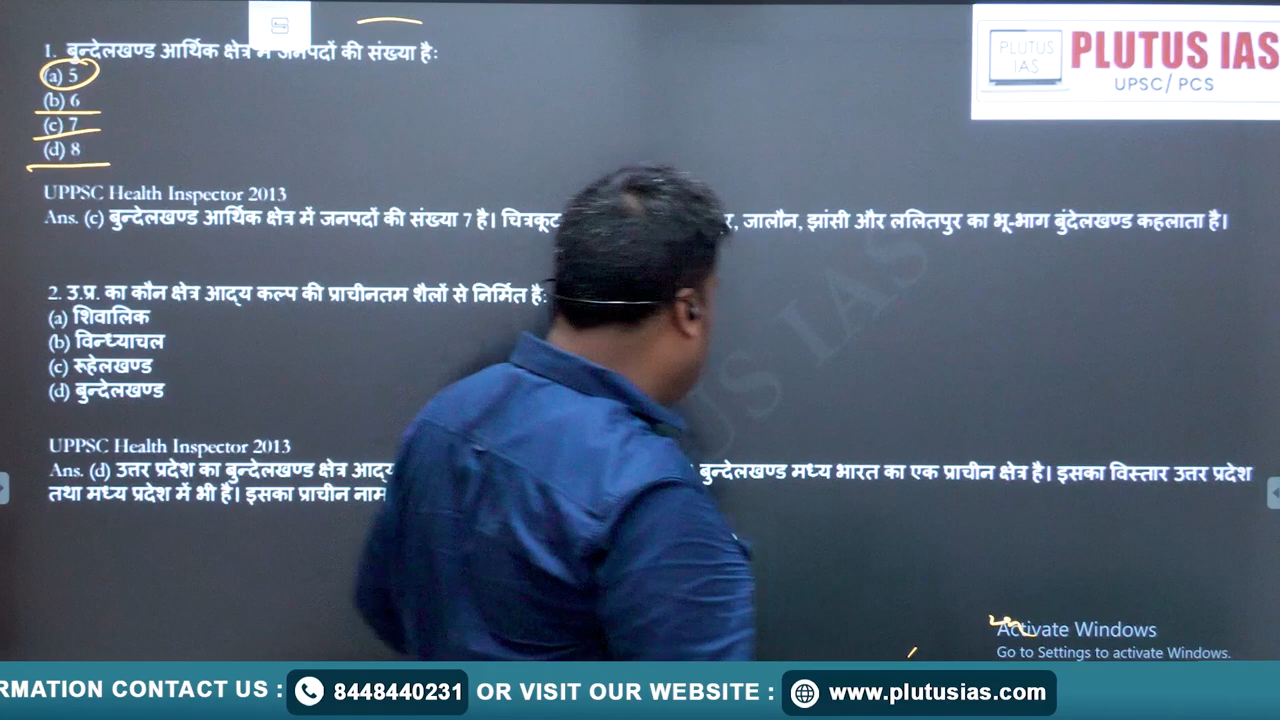 1. बुन्देलखण्ड आर्थिक क्षेत्र में जनपदों की संख्या है:
(a) 5
(b) 6
(c) 7
(d) 8
UPPSC Health Inspector 2013
Ans. (c) बुन्देलखण्ड आर्थिक क्षेत्र में जनपदों की संख्या 7 है। चित्रकूट र, जालौन, झांसी और ललितपुर का भू-भाग बुंदेलखण्ड कहलाता है।
2. उ.प्र. का कौन क्षेत्र आद्य कल्प की प्राचीनतम शैलों से निर्मित है:
(a) शिवालिक
(b) विन्ध्याचल
(c) रूहेलखण्ड
(d) बुन्देलखण्ड
UPPSC Health Inspector 2013
Ans. (d) उत्तर प्रदेश का बुन्देलखण्ड क्षेत्र आद्य बुन्देलखण्ड मध्य भारत का एक प्राचीन क्षेत्र है। इसका विस्तार उत्तर प्रदेश
तथा मध्य प्रदेश में भी है। इसका प्राचीन नाम
PLUTUS IAS
PLUTUS IAS
UPSC/ PCS
US IAS
Activate Windows
Go to Settings to activate Windows.
RMATION CONTACT US : 8448440231 OR VISIT OUR WEBSITE : www.plutusias.com